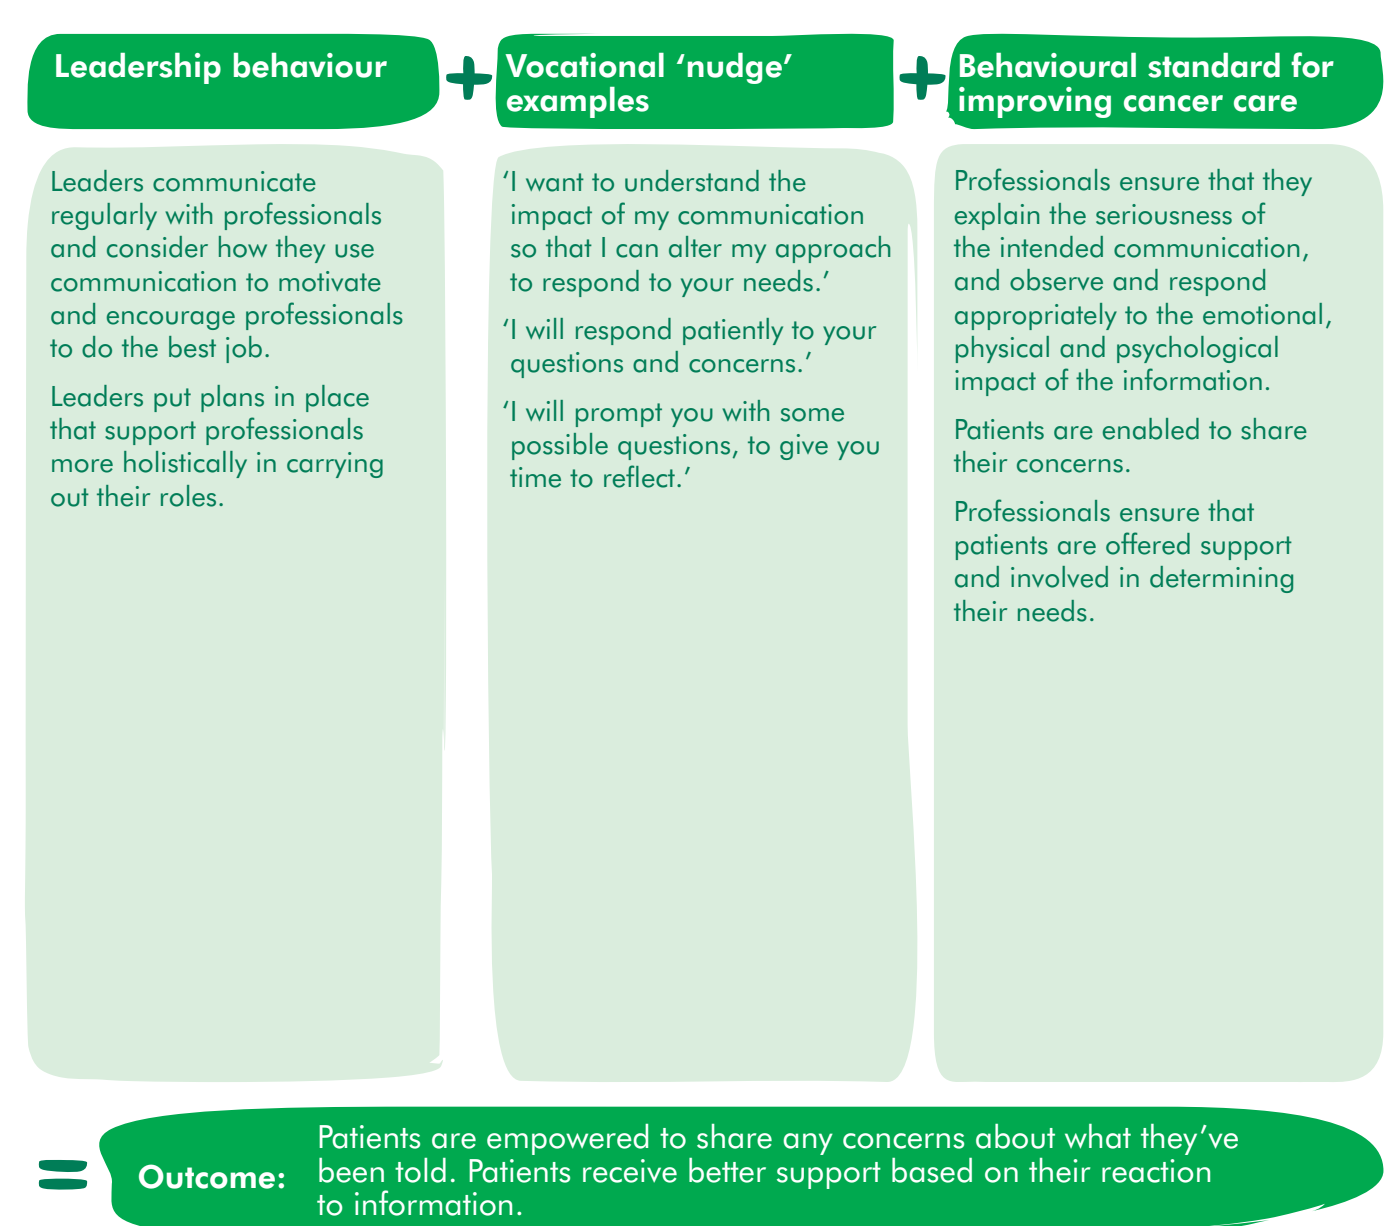 Leadership behaviour
+
Vocational ‘nudge’
examples
+
Behavioural standard for
improving cancer care
Leaders communicate
regularly with professionals
and consider how they use
communication to motivate
and encourage professionals
to do the best job.
Leaders put plans in place
that support professionals
more holistically in carrying
out their roles.
‘I want to understand the
impact of my communication
so that I can alter my approach
to respond to your needs.’
‘I will respond patiently to your
questions and concerns.’
‘I will prompt you with some
possible questions, to give you
time to reflect.’
Professionals ensure that they
explain the seriousness of
the intended communication,
and observe and respond
appropriately to the emotional,
physical and psychological
impact of the information.
Patients are enabled to share
their concerns.
Professionals ensure that
patients are offered support
and involved in determining
their needs.
=
Outcome:
Patients are empowered to share any concerns about what they’ve
been told. Patients receive better support based on their reaction
to information.